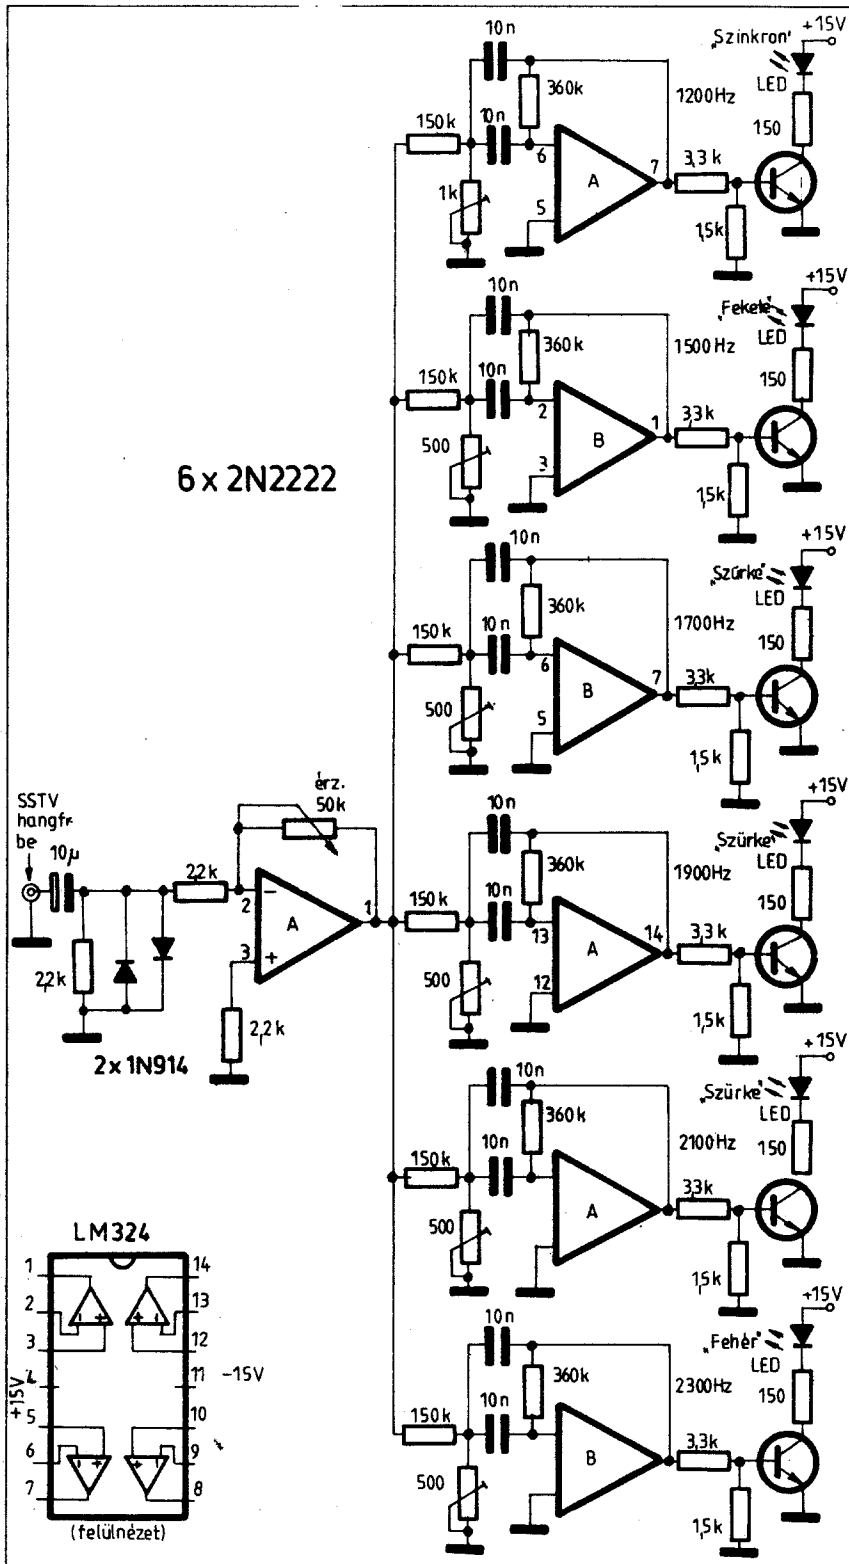 10n
„Szinkron"
+15V
360k
1200Hz
LED
150k
10n
150
6
A
7
3,3k
1k
5
1,5k
10n
+15V
„Fekete"
360k
1500Hz
LED
150k
10n
150
2
B
1
3,3k
500
3
1,5k
6 x 2N2222
10n
+15V
„Szürke"
360k
1700Hz
LED
150k
10n
150
6
B
7
3,3k
500
5
1,5k
SSTV
hangfr.
be
10µ
érz.
50k
2,2k
2
−
A
1
3
+
2,2k
2,2k
2 x 1N914
10n
+15V
„Szürke"
360k
1900Hz
LED
150k
10n
150
13
A
14
3,3k
500
12
1,5k
10n
+15V
„Szürke"
360k
2100Hz
LED
150k
10n
150
A
3,3k
500
1,5k
10n
+15V
„Fehér"
360k
2300Hz
LED
150k
10n
150
B
3,3k
500
1,5k
LM324
1
14
2
13
3
12
+15V
4
11
-15V
5
10
6
9
7
8
(felülnézet)